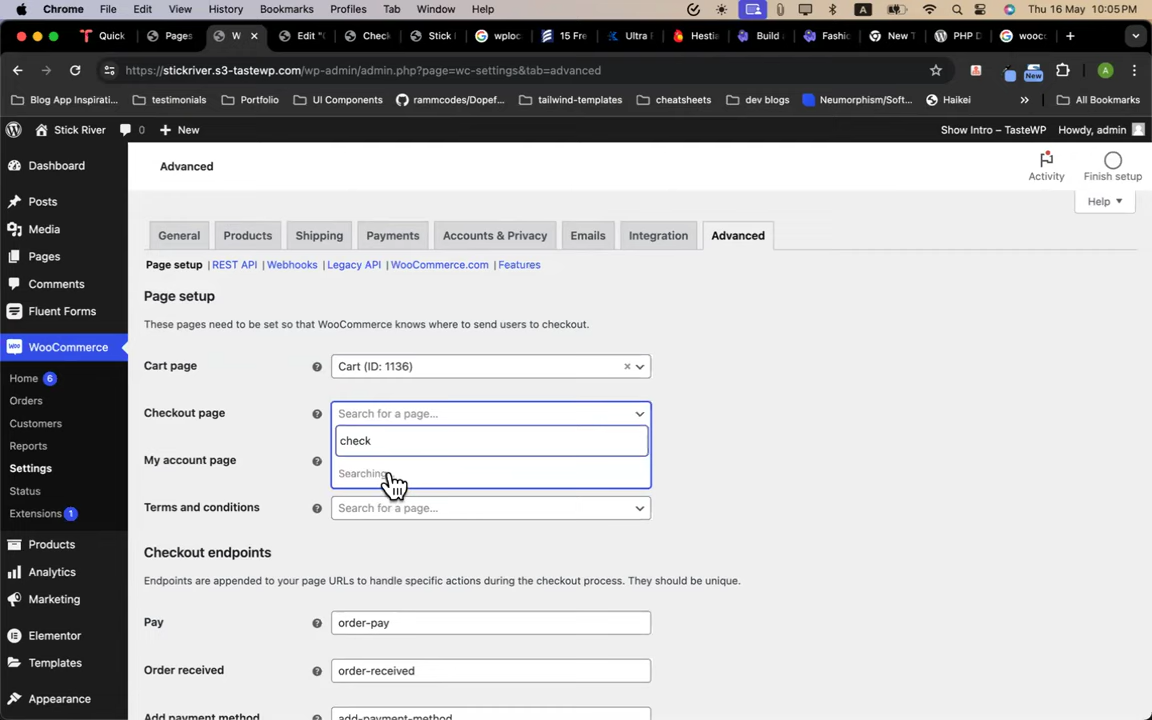 Chrome File Edit View History Bookmarks Profiles Tab Window Help A Thu 16 May 10:05 PM
Quick Pages W Edit "( Check Stick wploc 15 Fre Ultra F Hestia Build Fashio New T PHP D wooc
https://stickriver.s3-tastewp.com/wp-admin/admin.php?page=wc-settings&tab=advanced New A
Blog App Inspirati... testimonials Portfolio UI Components rammcodes/Dopef... tailwind-templates cheatsheets dev blogs Neumorphism/Soft... Haikei » All Bookmarks
Stick River 0 New Show Intro – TasteWP Howdy, admin
Dashboard
Posts
Media
Pages
Comments
Fluent Forms
WooCommerce
Home 6
Orders
Customers
Reports
Settings
Status
Extensions 1
Products
Analytics
Marketing
Elementor
Templates
Appearance
Advanced
Activity
Finish setup
Help
General Products Shipping Payments Accounts & Privacy Emails Integration Advanced
Page setup | REST API | Webhooks | Legacy API | WooCommerce.com | Features
Page setup
These pages need to be set so that WooCommerce knows where to send users to checkout.
Cart page Cart (ID: 1136) ×
Checkout page Search for a page...
check
Searching
My account page
Terms and conditions Search for a page...
Checkout endpoints
Endpoints are appended to your page URLs to handle specific actions during the checkout process. They should be unique.
Pay order-pay
Order received order-received
Add payment method add-payment-method